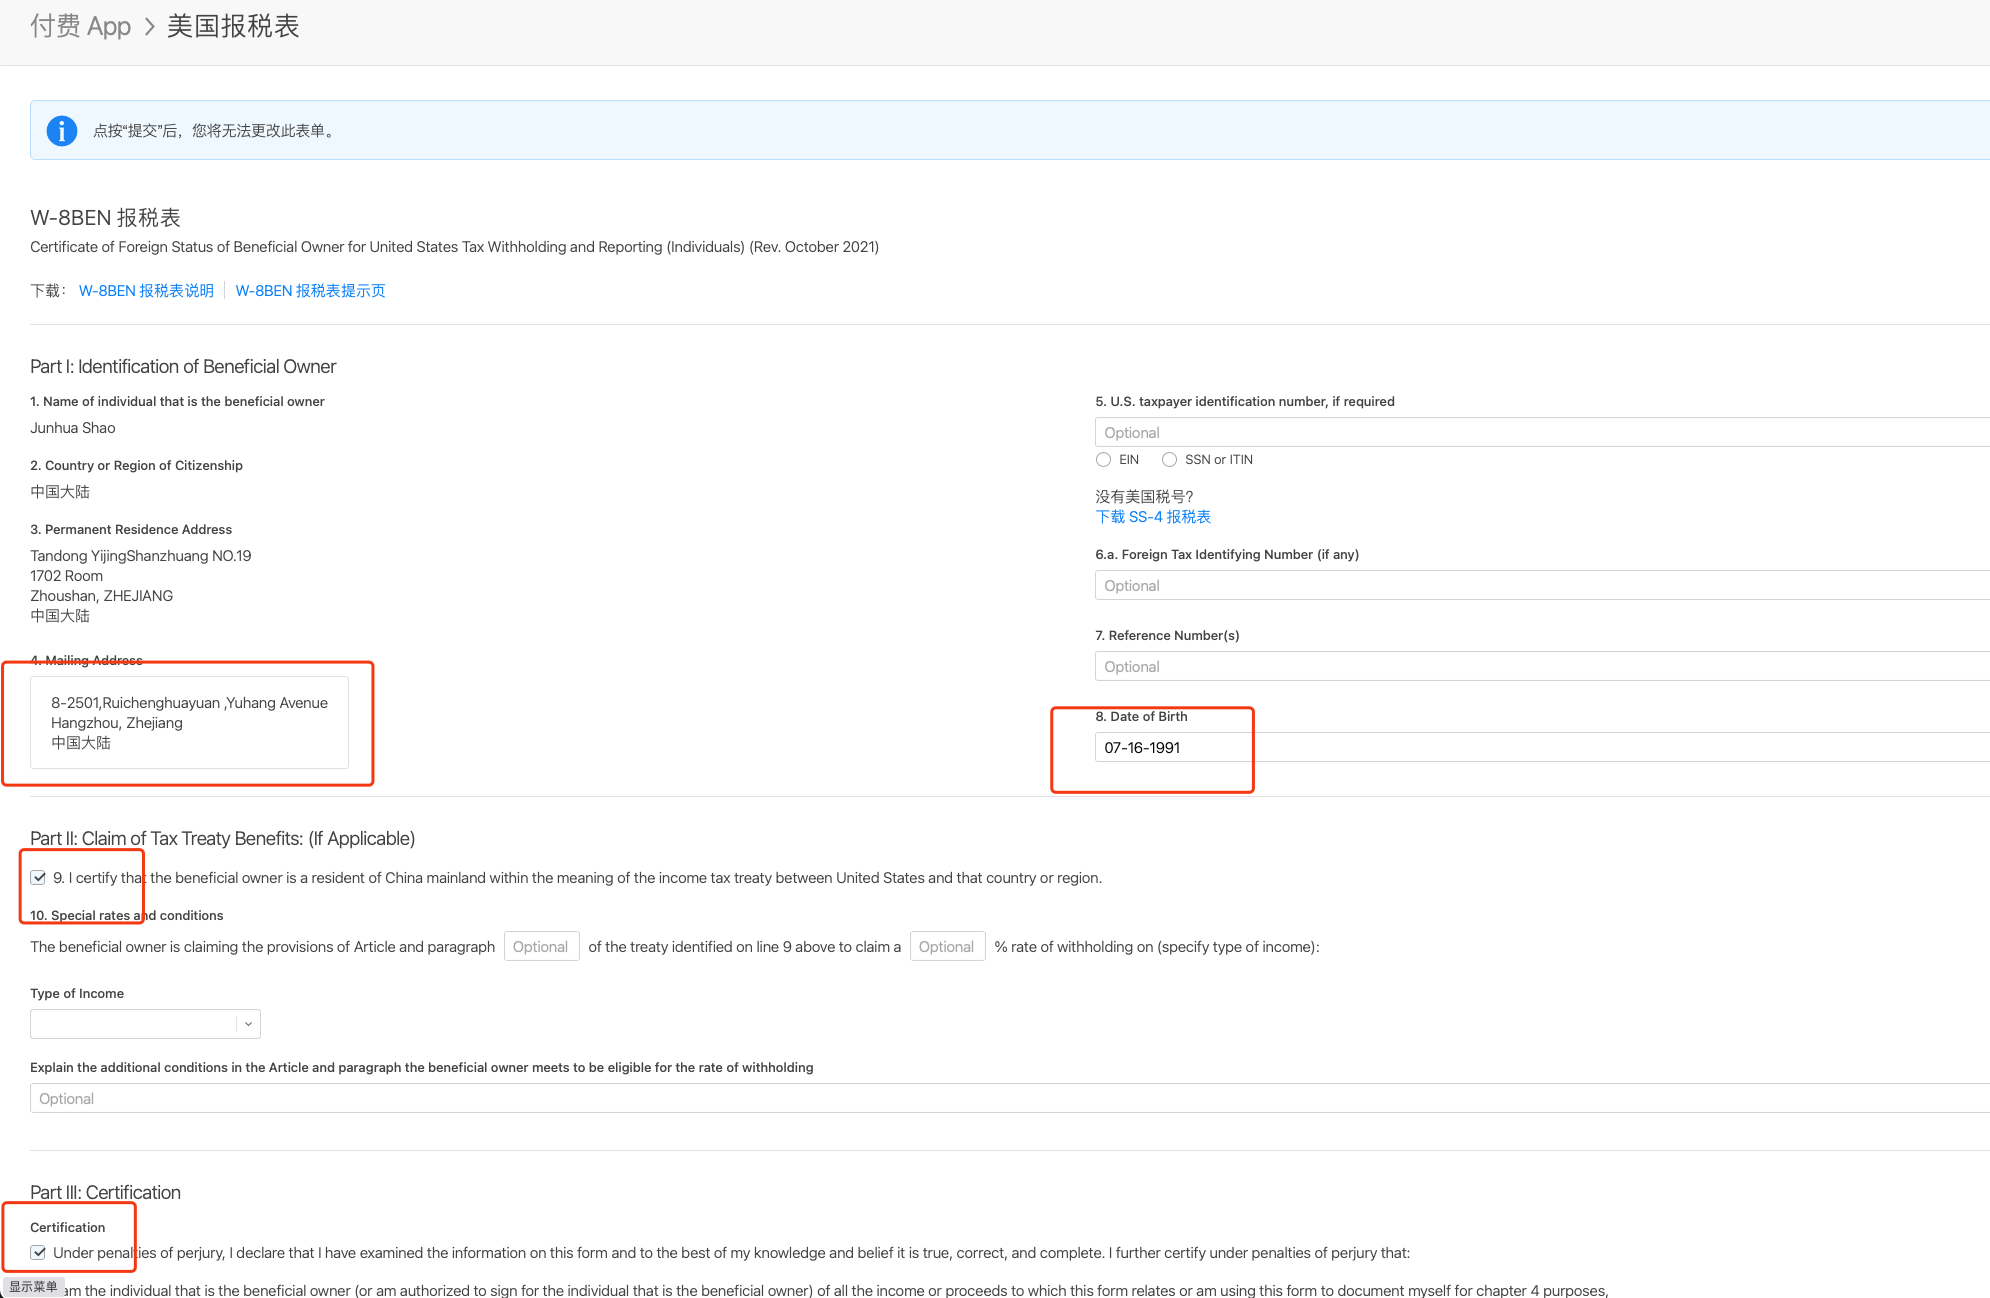 付费 App > 美国报税表
点按“提交”后，您将无法更改此表单。
W-8BEN 报税表
Certificate of Foreign Status of Beneficial Owner for United States Tax Withholding and Reporting (Individuals) (Rev. October 2021)
下载： W-8BEN 报税表说明 W-8BEN 报税表提示页
Part I: Identification of Beneficial Owner
1. Name of individual that is the beneficial owner
Junhua Shao
2. Country or Region of Citizenship
中国大陆
3. Permanent Residence Address
Tandong YijingShanzhuang NO.19
1702 Room
Zhoushan, ZHEJIANG
中国大陆
4. Mailing Address
8-2501,Ruichenghuayuan ,Yuhang Avenue
Hangzhou, Zhejiang
中国大陆
5. U.S. taxpayer identification number, if required
Optional
EIN SSN or ITIN
没有美国税号？
下载 SS-4 报税表
6.a. Foreign Tax Identifying Number (if any)
Optional
7. Reference Number(s)
Optional
8. Date of Birth
07-16-1991
Part II: Claim of Tax Treaty Benefits: (If Applicable)
9. I certify that the beneficial owner is a resident of China mainland within the meaning of the income tax treaty between United States and that country or region.
10. Special rates and conditions
The beneficial owner is claiming the provisions of Article and paragraph Optional of the treaty identified on line 9 above to claim a Optional % rate of withholding on (specify type of income):
Type of Income
Explain the additional conditions in the Article and paragraph the beneficial owner meets to be eligible for the rate of withholding
Optional
Part III: Certification
Certification
Under penalties of perjury, I declare that I have examined the information on this form and to the best of my knowledge and belief it is true, correct, and complete. I further certify under penalties of perjury that:
显示菜单
am the individual that is the beneficial owner (or am authorized to sign for the individual that is the beneficial owner) of all the income or proceeds to which this form relates or am using this form to document myself for chapter 4 purposes,